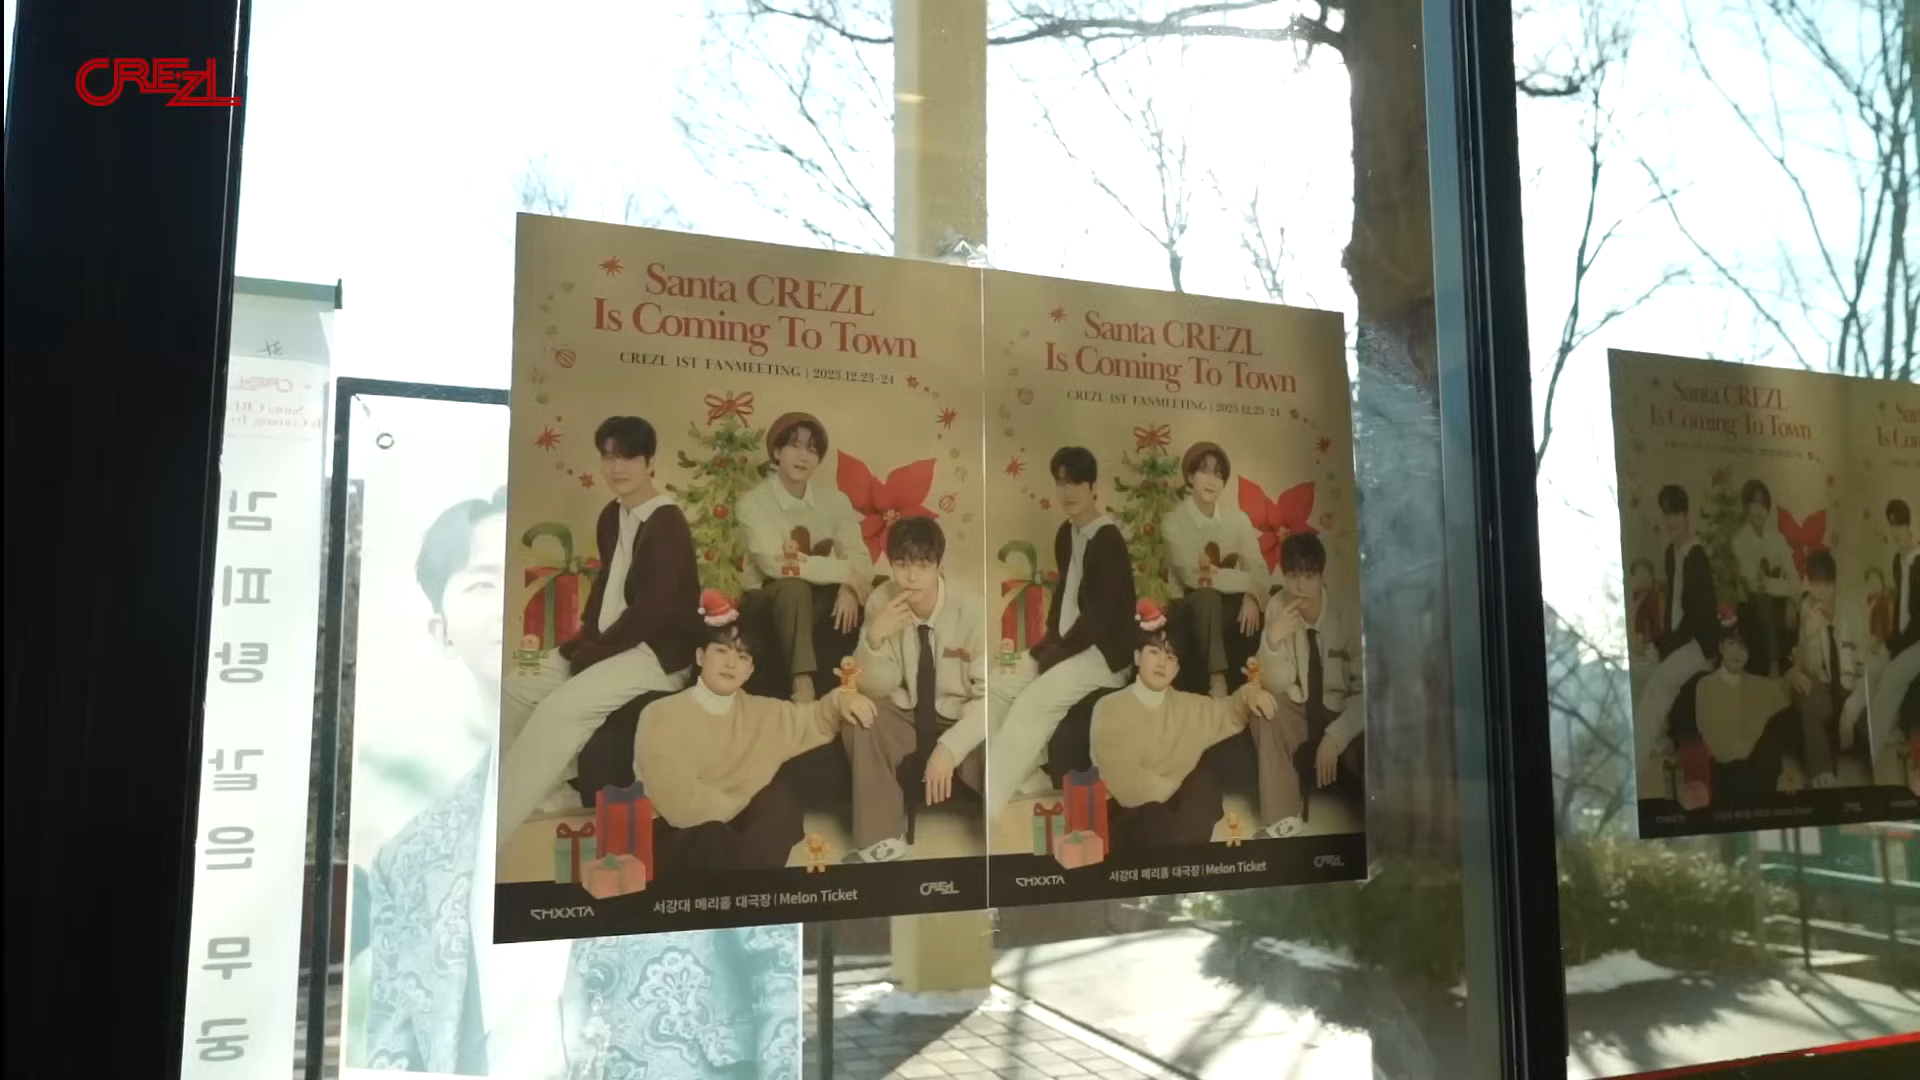 CREZL
Santa CREZL
Is Coming To Town
CREZL 1ST FANMEETING | 2023.12.23-24
CHXXTA
서강대 메리홀 대극장 | Melon Ticket
CREZL
Santa CREZL
Is Coming To Town
CREZL 1ST FANMEETING | 2023.12.23-24
CHXXTA
서강대 메리홀 대극장 | Melon Ticket
CREZL
Santa CREZL
Is Coming To Town